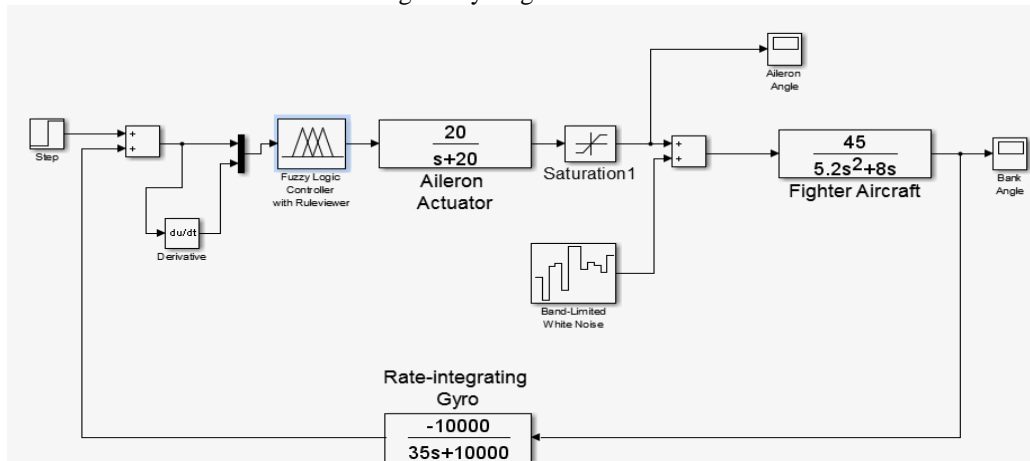 Step
+
+
du/dt
Derivative
Fuzzy Logic
Controller
with Ruleviewer
20
s+20
Aileron
Actuator
Saturation1
Aileron
Angle
+
+
Band-Limited
White Noise
45
5.2s2+8s
Fighter Aircraft
Bank
Angle
Rate-integrating
Gyro
-10000
35s+10000